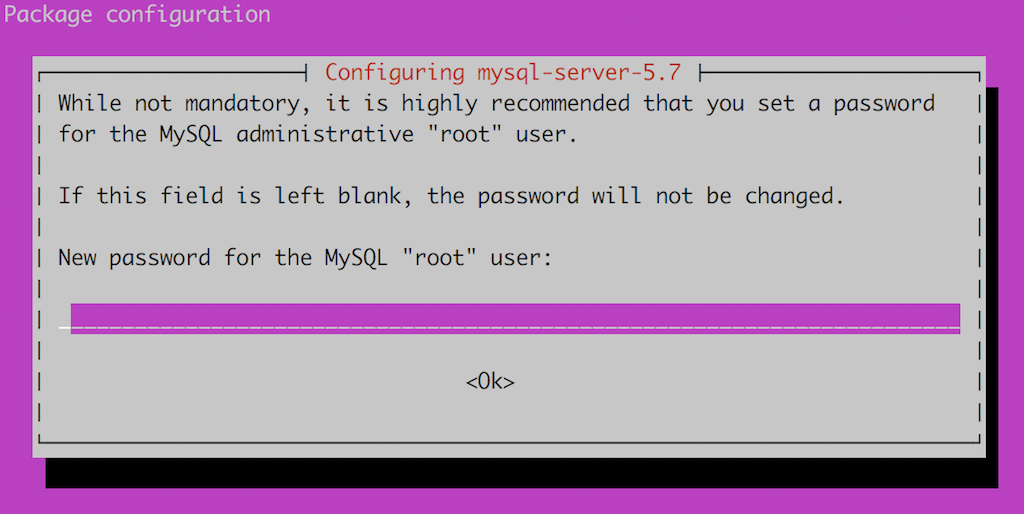 Package configuration
Configuring mysql-server-5.7
While not mandatory, it is highly recommended that you set a password
for the MySQL administrative "root" user.
If this field is left blank, the password will not be changed.
New password for the MySQL "root" user:
<Ok>